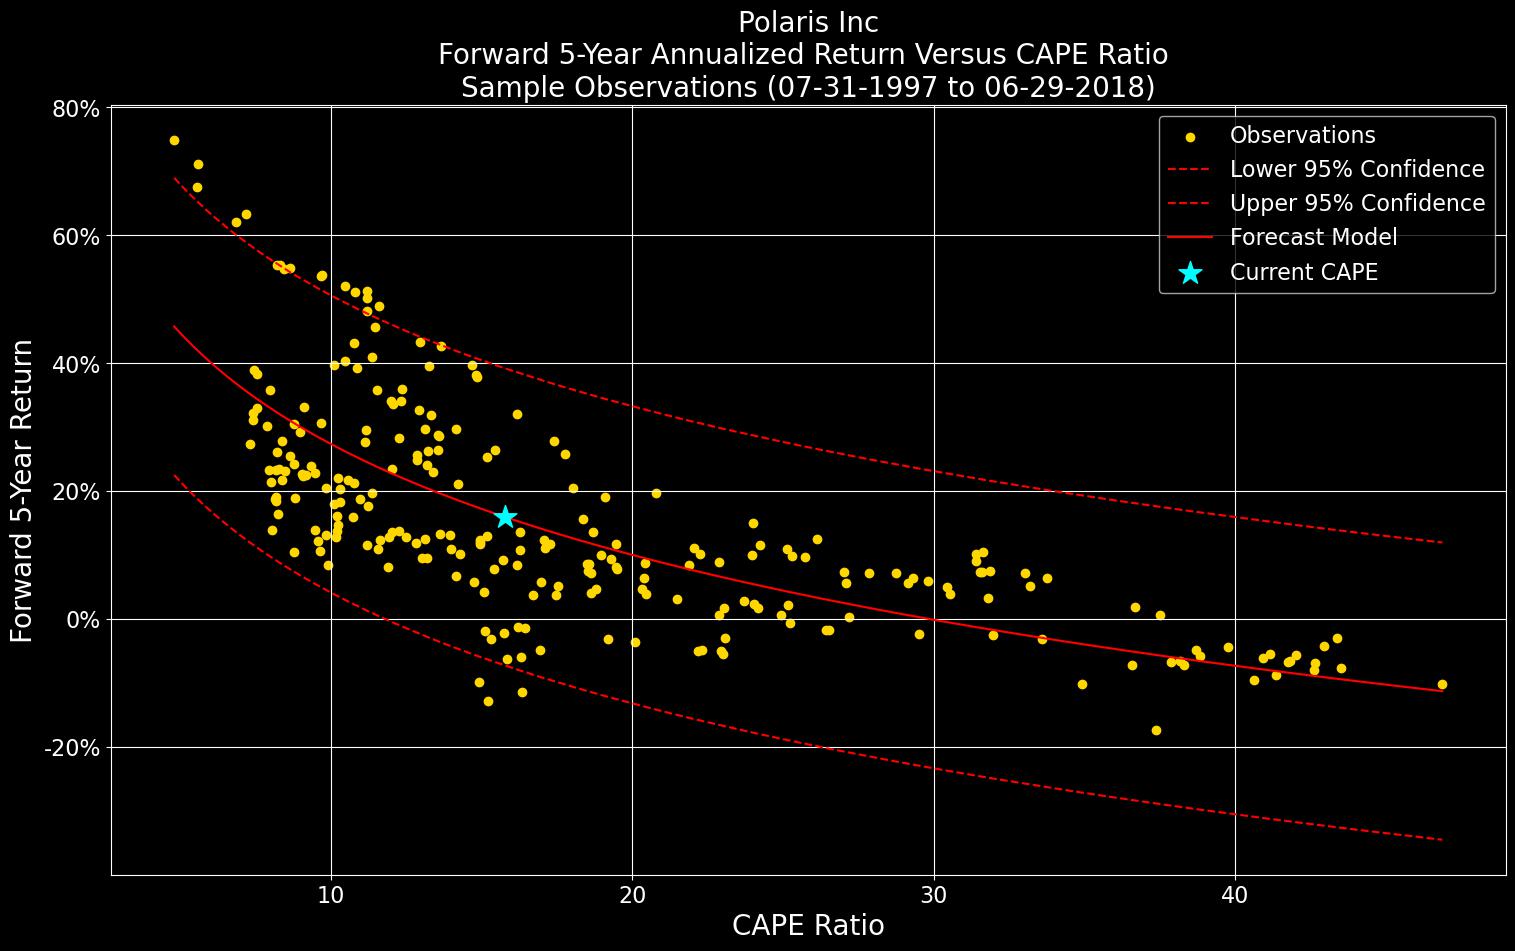 Polaris Inc
Forward 5-Year Annualized Return Versus CAPE Ratio
Sample Observations (07-31-1997 to 06-29-2018)
Observations
Lower 95% Confidence
Upper 95% Confidence
Forecast Model
Current CAPE
Forward 5-Year Return
80%
60%
40%
20%
0%
-20%
10
20
30
40
CAPE Ratio